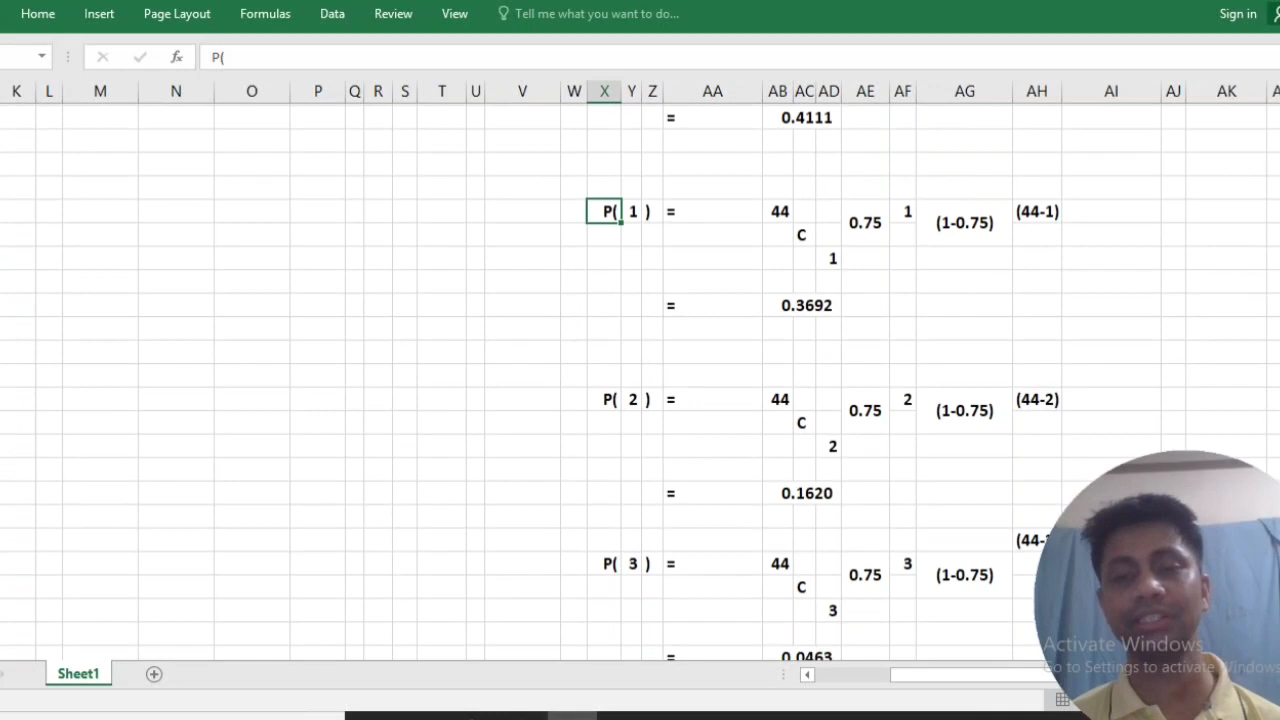 Home Insert Page Layout Formulas Data Review View Tell me what you want to do... Sign in
fx P(
K L M N O P Q R S T U V W X Y Z AA AB AC AD AE AF AG AH AI AJ AK
= 0.4111
P( 1 ) = 44 C 1 0.75 1 (1-0.75) (44-1)
= 0.3692
P( 2 ) = 44 C 2 0.75 2 (1-0.75) (44-2)
= 0.1620
P( 3 ) = 44 C 3 0.75 3 (1-0.75)
= 0.0463
Activate Windows
Go to Settings to activate Windows
Sheet1